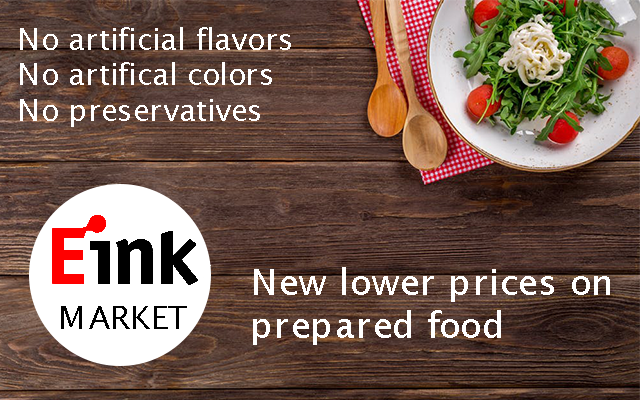 No artificial flavors
No artifical colors
No preservatives
Eink
MARKET
New lower prices on
prepared food